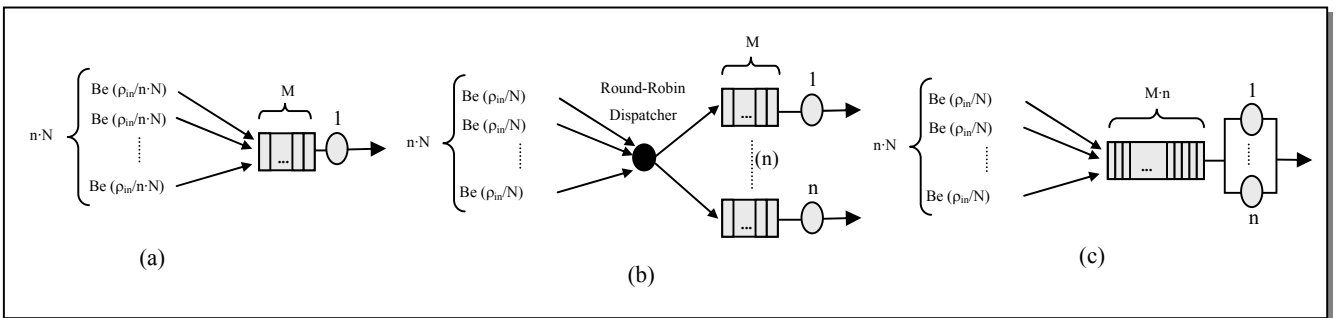 M
1
Be (ρin/n·N)
Be (ρin/n·N)
Be (ρin/n·N)
n·N
...
(a)
M
1
Round-Robin
Dispatcher
Be (ρin/N)
Be (ρin/N)
Be (ρin/N)
n·N
...
(n)
n
...
(b)
M·n
1
Be (ρin/N)
Be (ρin/N)
Be (ρin/N)
n·N
...
n
(c)